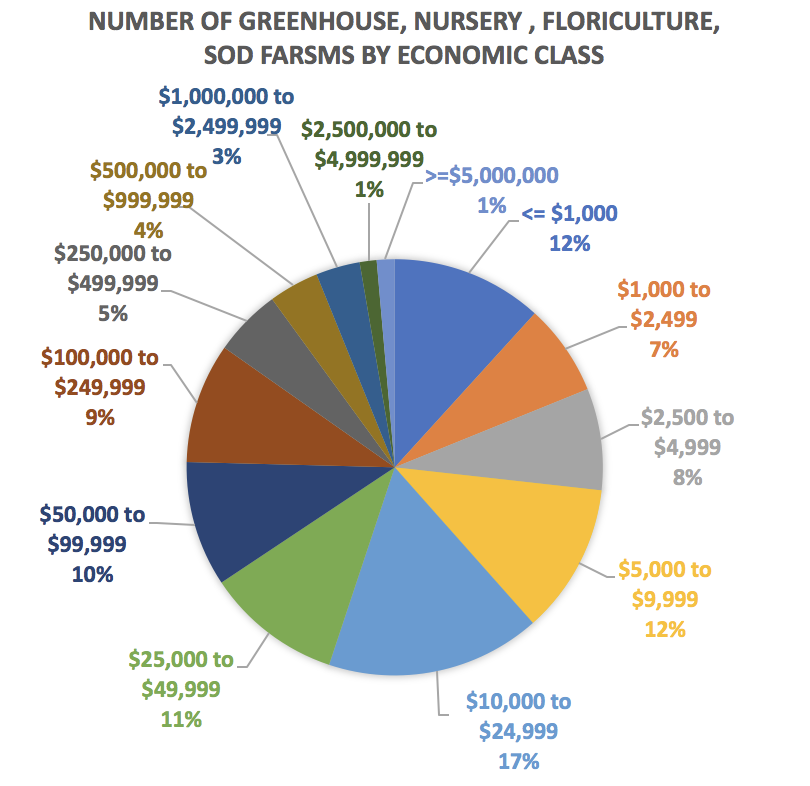 NUMBER OF GREENHOUSE, NURSERY , FLORICULTURE,
SOD FARSMS BY ECONOMIC CLASS
<= $1,000
12%
$1,000 to
$2,499
7%
$2,500 to
$4,999
8%
$5,000 to
$9,999
12%
$10,000 to
$24,999
17%
$25,000 to
$49,999
11%
$50,000 to
$99,999
10%
$100,000 to
$249,999
9%
$250,000 to
$499,999
5%
$500,000 to
$999,999
4%
$1,000,000 to
$2,499,999
3%
$2,500,000 to
$4,999,999
1%
>=$5,000,000
1%